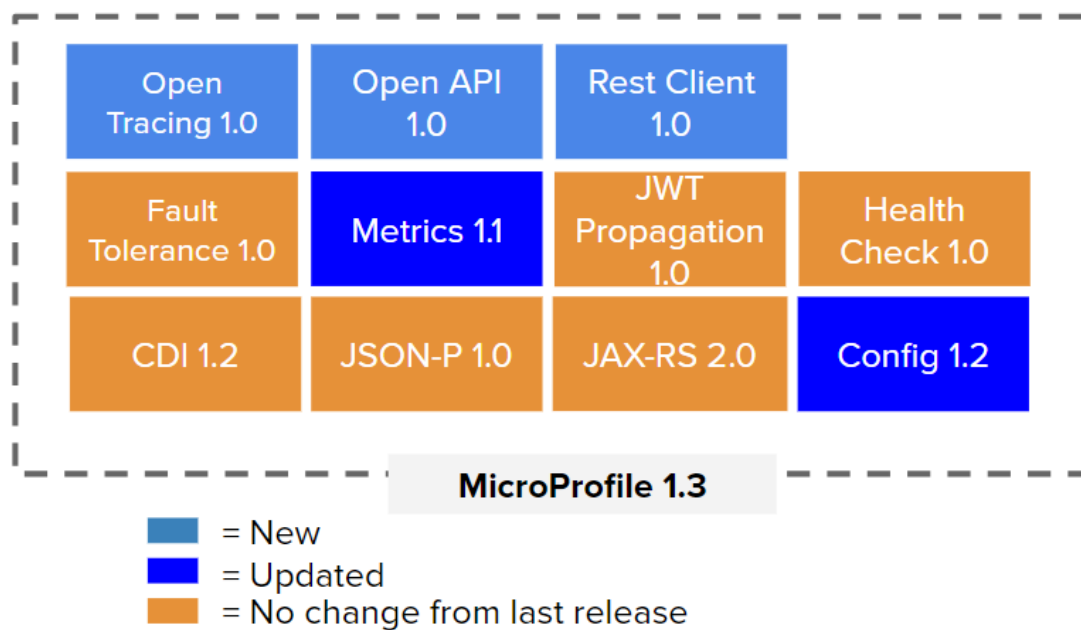 Open
Tracing 1.0
Open API
1.0
Rest Client
1.0
Fault
Tolerance 1.0
Metrics 1.1
JWT
Propagation
1.0
Health
Check 1.0
CDI 1.2
JSON-P 1.0
JAX-RS 2.0
Config 1.2
MicroProfile 1.3
= New
= Updated
= No change from last release